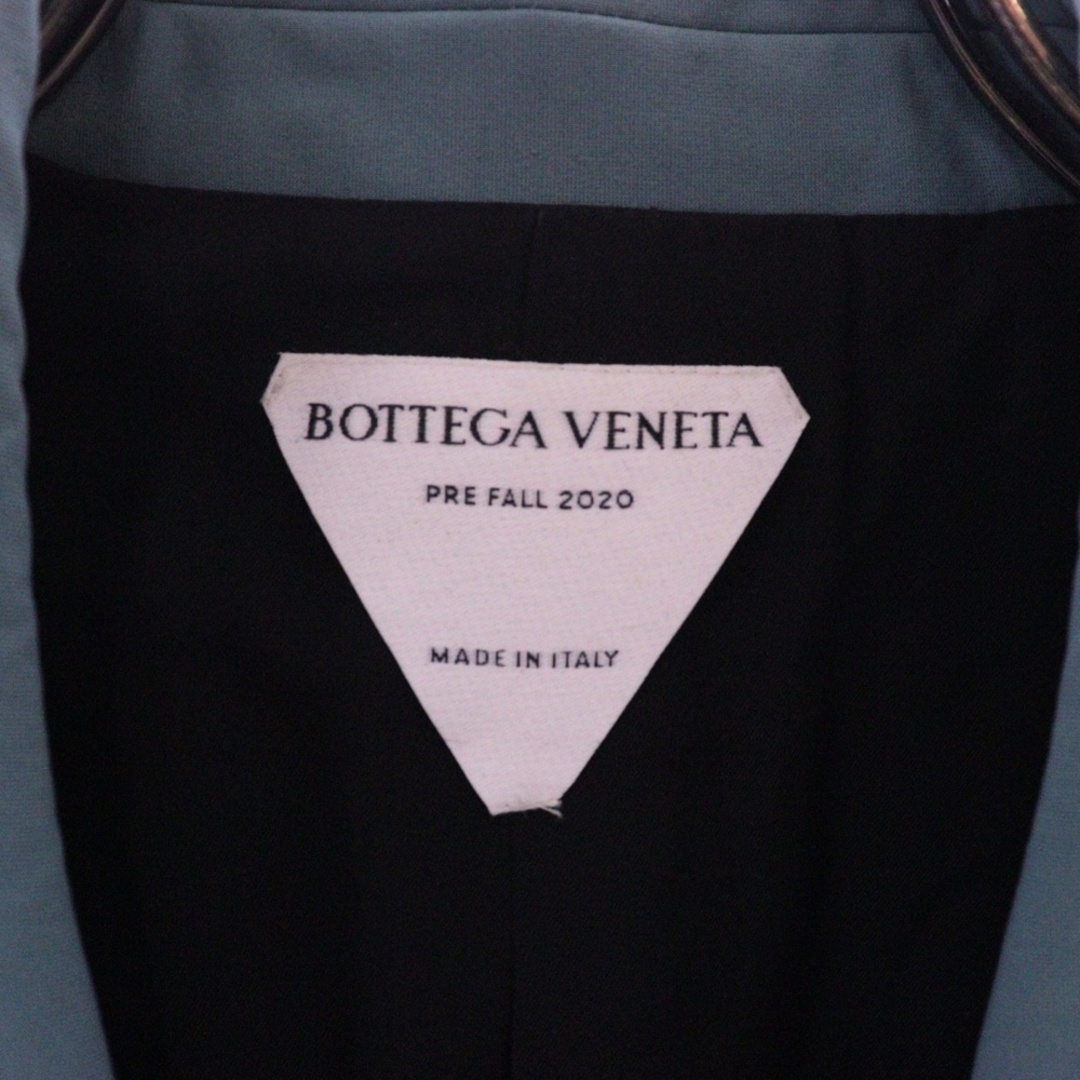 BOTTEGA VENETA
PRE FALL 2020
MADE IN ITALY